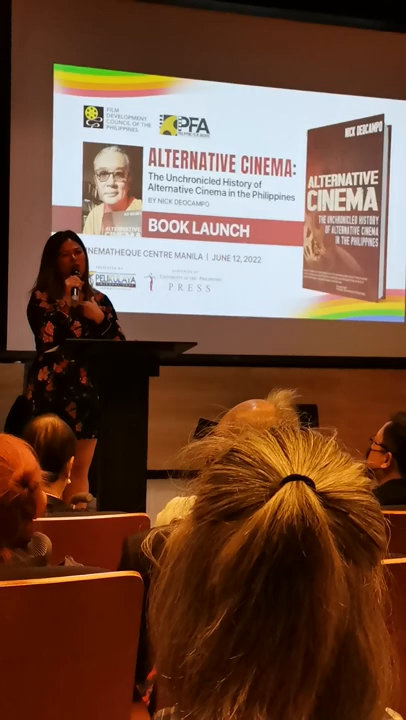 FILM
DEVELOPMENT
COUNCIL OF THE
PHILIPPINES
PFA
ALTERNATIVE CINEMA:
The Unchronicled History of
Alternative Cinema in the Philippines
BY NICK DEOCAMPO
BOOK LAUNCH
CINEMATHEQUE CENTRE MANILA | JUNE 12, 2022
PELIKULAYA
PRESS
NICK DEOCAMPO
ALTERNATIVE
CINEMA
THE UNCHRONICLED HISTORY
OF ALTERNATIVE CINEMA
IN THE PHILIPPINES